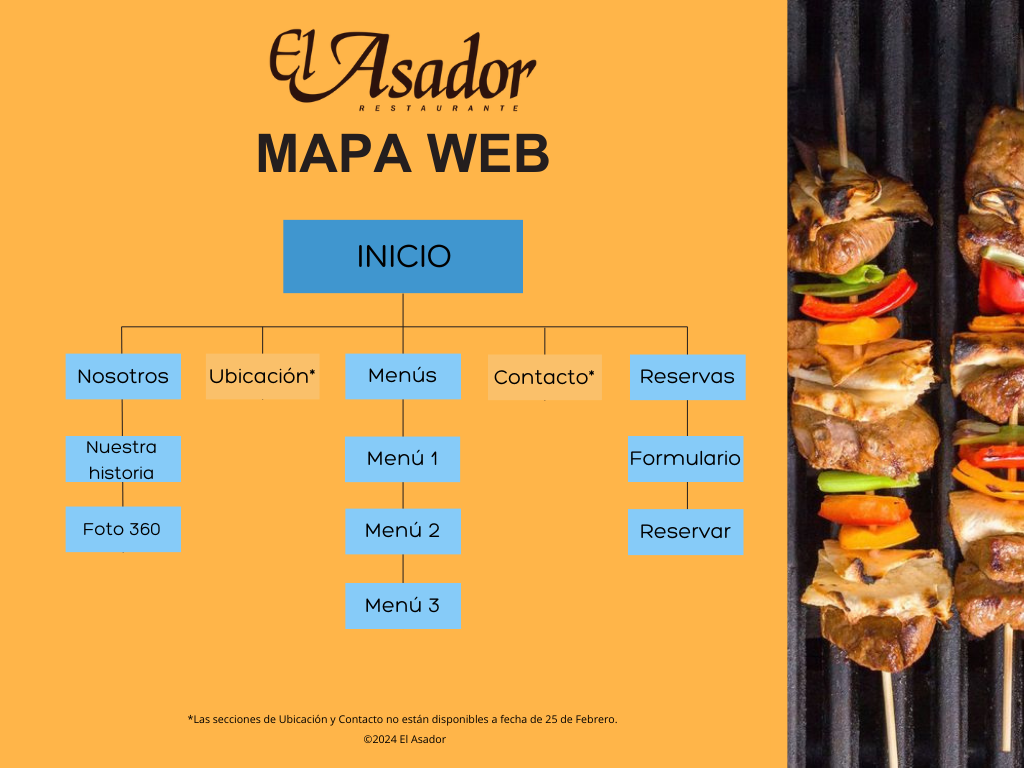 El Asador
RESTAURANTE
MAPA WEB
INICIO
Nosotros
Ubicación*
Menús
Contacto*
Reservas
Nuestra
historia
Menú 1
Formulario
Foto 360
Menú 2
Reservar
Menú 3
*Las secciones de Ubicación y Contacto no están disponibles a fecha de 25 de Febrero.
©2024 El Asador